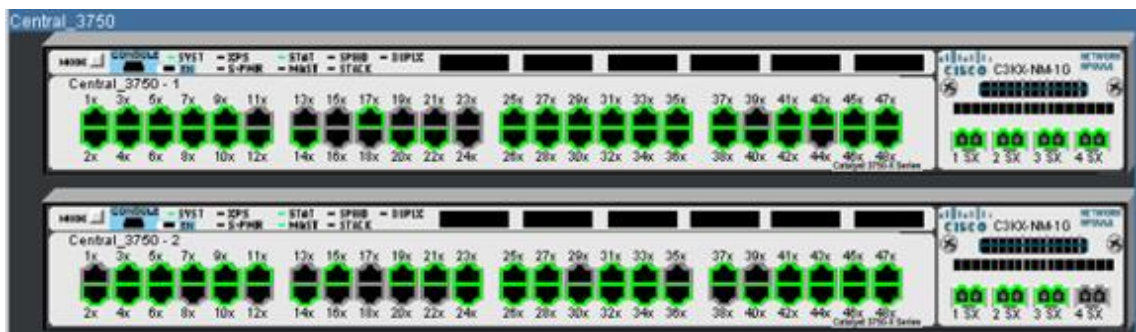 Central_3750
MODE CONSOLE SYST XPS STAT SPEED DUPLX
S-PWR MAST STACK
Central_3750 - 1
1x 3x 5x 7x 9x 11x 13x 15x 17x 19x 21x 23x 25x 27x 29x 31x 33x 35x 37x 39x 41x 43x 45x 47x
2x 4x 6x 8x 10x 12x 14x 16x 18x 20x 22x 24x 26x 28x 30x 32x 34x 36x 38x 40x 42x 44x 46x 48x
Catalyst 3750-X Series
CISCO C3KX-NM-1G NETWORK MODULE
1 SX 2 SX 3 SX 4 SX
MODE CONSOLE SYST XPS STAT SPEED DUPLX
S-PWR MAST STACK
Central_3750 - 2
1x 3x 5x 7x 9x 11x 13x 15x 17x 19x 21x 23x 25x 27x 29x 31x 33x 35x 37x 39x 41x 43x 45x 47x
2x 4x 6x 8x 10x 12x 14x 16x 18x 20x 22x 24x 26x 28x 30x 32x 34x 36x 38x 40x 42x 44x 46x 48x
Catalyst 3750-X Series
CISCO C3KX-NM-1G NETWORK MODULE
1 SX 2 SX 3 SX 4 SX